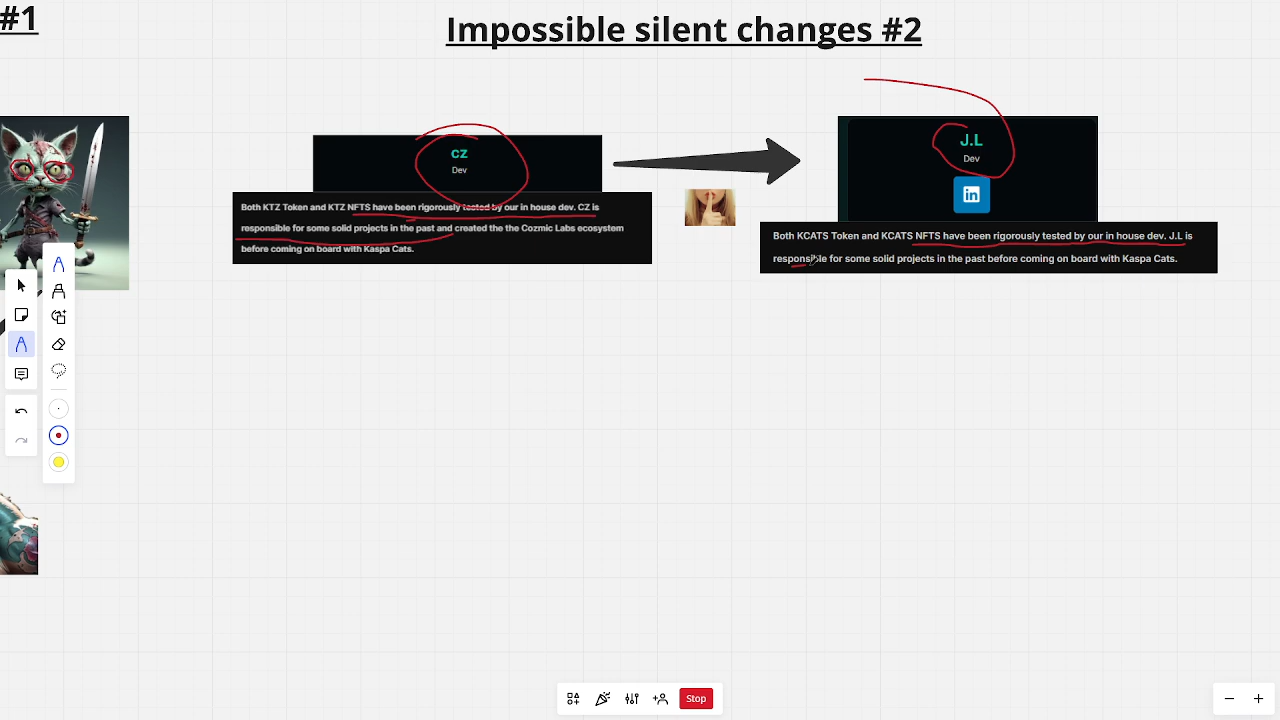 #1
Impossible silent changes #2
CZ
Dev
Both KTZ Token and KTZ NFTS have been rigorously tested by our in house dev. CZ is
responsible for some solid projects in the past and created the the Cozmic Labs ecosystem
before coming on board with Kaspa Cats.
J.L
Dev
in
Both KCATS Token and KCATS NFTS have been rigorously tested by our in house dev. J.L is
responsible for some solid projects in the past before coming on board with Kaspa Cats.
Stop